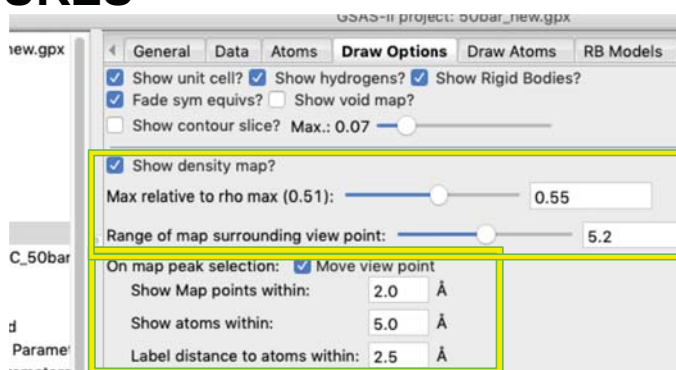 GSAS-II project: 50bar_new.gpx
new.gpx
General Data Atoms Draw Options Draw Atoms RB Models
Show unit cell? Show hydrogens? Show Rigid Bodies?
Fade sym equivs? Show void map?
Show contour slice? Max.: 0.07
Show density map?
Max relative to rho max (0.51): 0.55
Range of map surrounding view point: 5.2
C_50bar
On map peak selection: Move view point
Show Map points within: 2.0 Å
Show atoms within: 5.0 Å
Label distance to atoms within: 2.5 Å